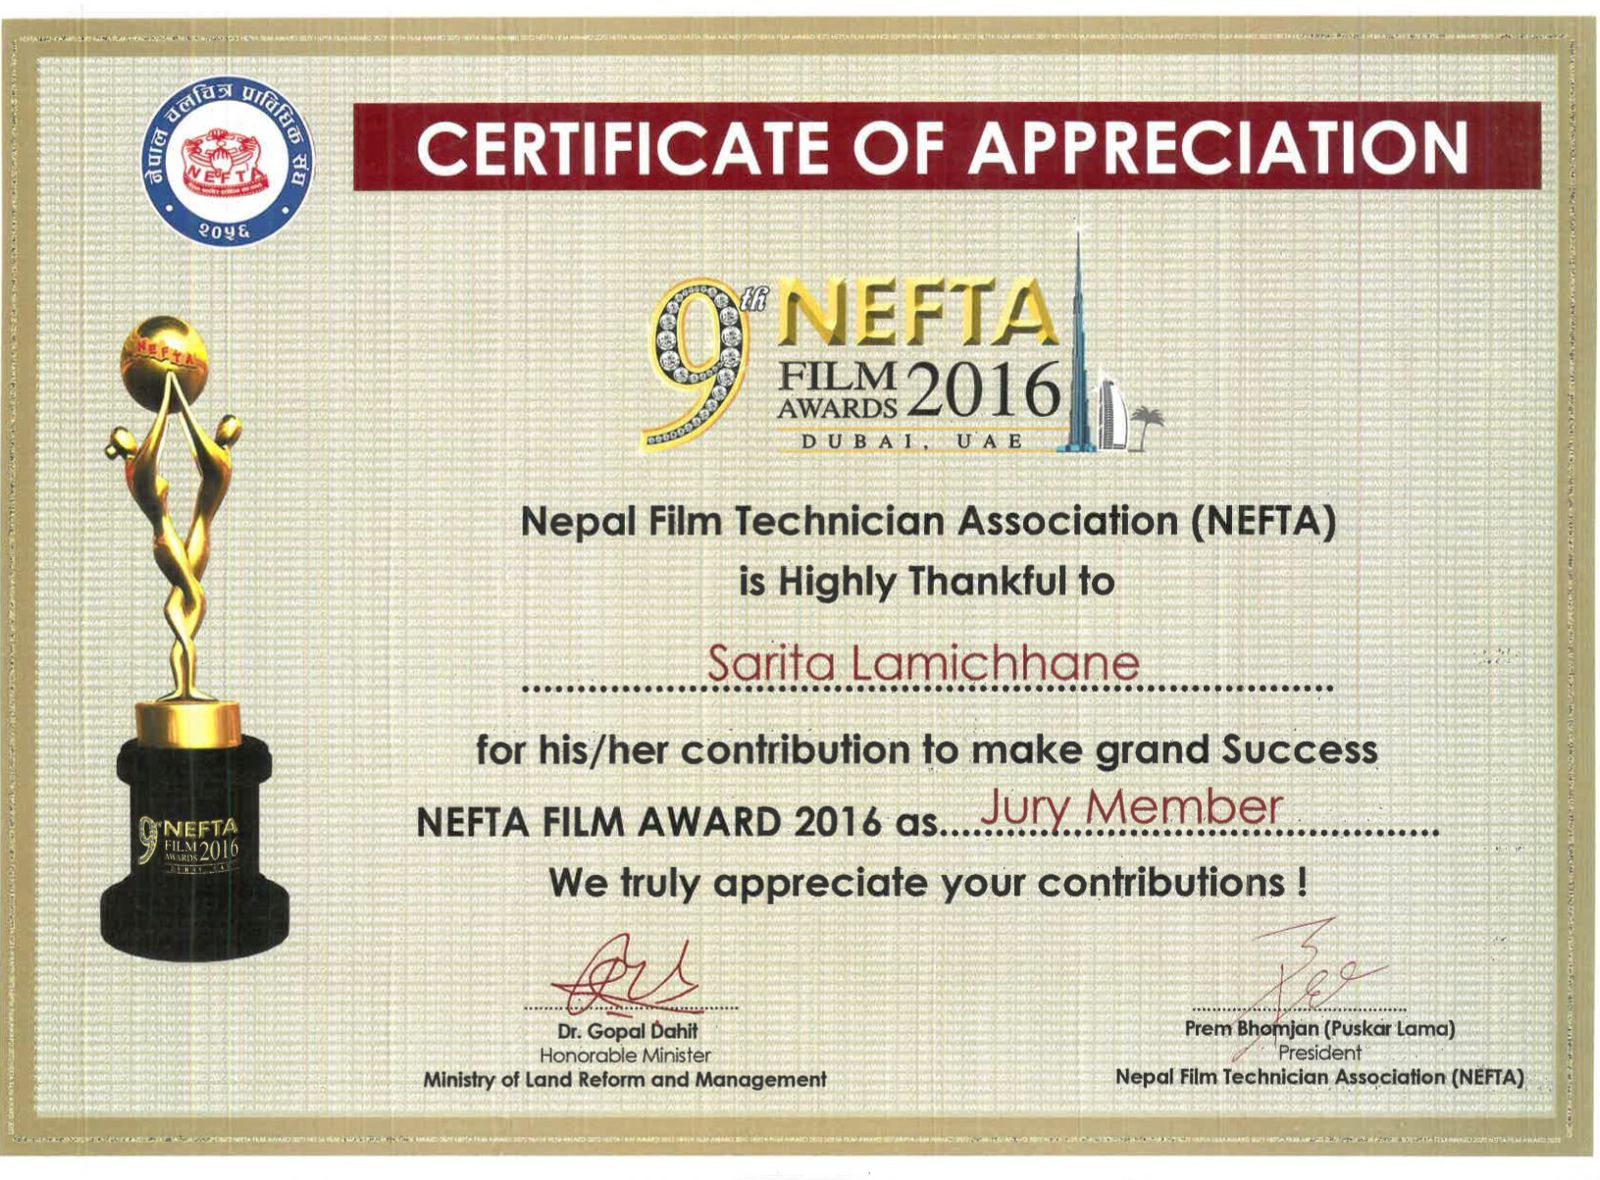 नेपाल चलचित्र प्राविधिक संघ
NEFTA
२०५६
CERTIFICATE OF APPRECIATION
9th NEFTA
FILM
AWARDS 2016
DUBAI, UAE
NEFTA
Nepal Film Technician Association (NEFTA)
is Highly Thankful to
Sarita Lamichhane
for his/her contribution to make grand Success
NEFTA FILM AWARD 2016 as....Jury Member
We truly appreciate your contributions !
9th NEFTA
FILM
AWARDS 2016
DUBAI, UAE
Dr. Gopal Dahit
Honorable Minister
Ministry of Land Reform and Management
Prem Bhomjan (Puskar Lama)
President
Nepal Film Technician Association (NEFTA)